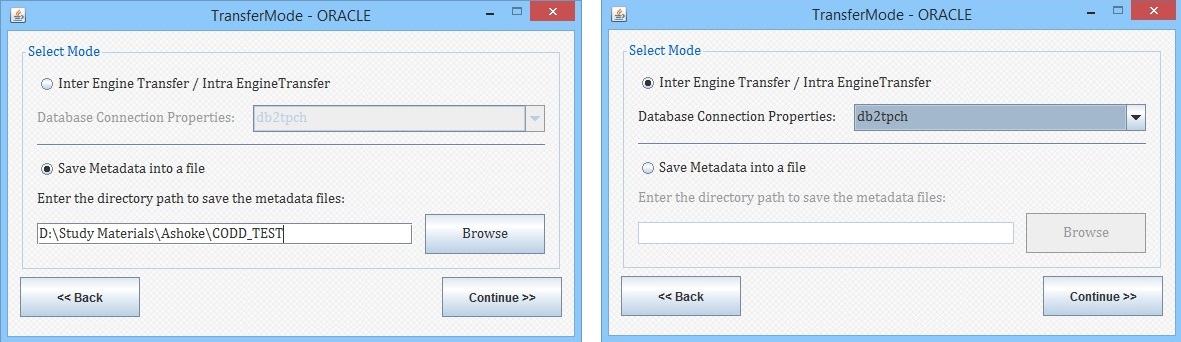 TransferMode - ORACLE
Select Mode
Inter Engine Transfer / Intra EngineTransfer
Database Connection Properties: db2tpch
Save Metadata into a file
Enter the directory path to save the metadata files:
D:\Study Materials\Ashoke\CODD_TEST Browse
<< Back Continue >>
TransferMode - ORACLE
Select Mode
Inter Engine Transfer / Intra EngineTransfer
Database Connection Properties: db2tpch
Save Metadata into a file
Enter the directory path to save the metadata files:
Browse
<< Back Continue >>